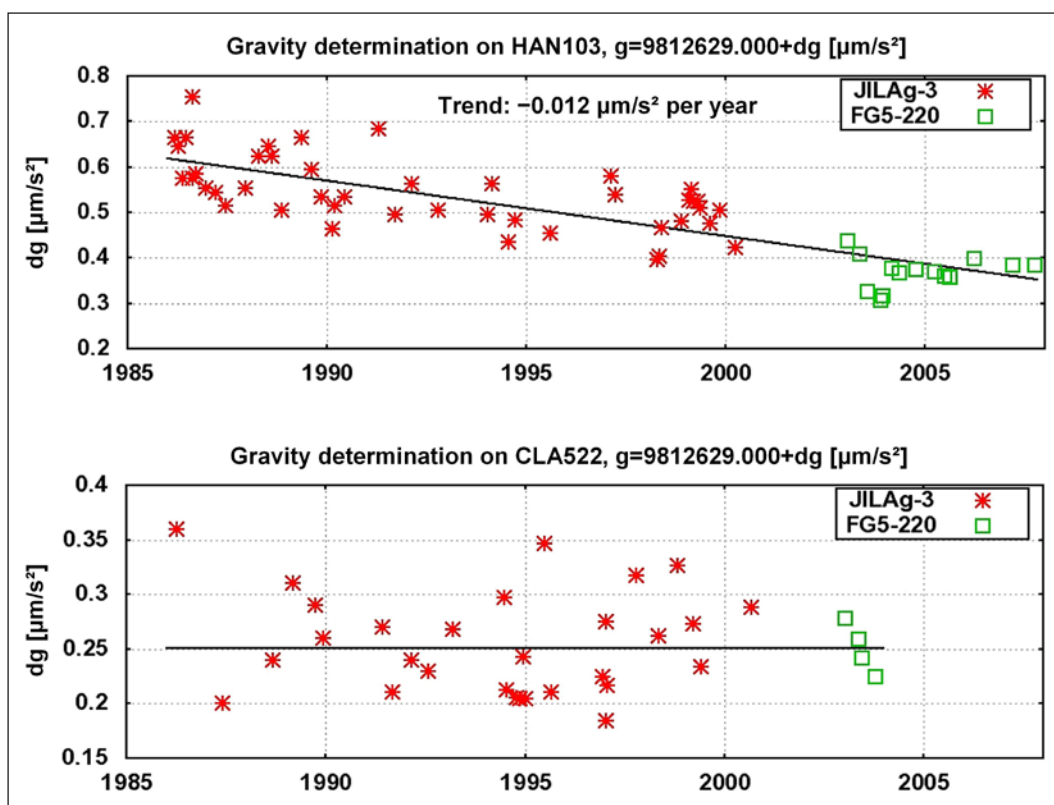 Gravity determination on HAN103, g=9812629.000+dg [µm/s²]
0.8
0.7
0.6
0.5
0.4
0.3
0.2
dg [µm/s²]
Trend: −0.012 µm/s² per year
JILAg-3
FG5-220
1985
1990
1995
2000
2005
Gravity determination on CLA522, g=9812629.000+dg [µm/s²]
0.4
0.35
0.3
0.25
0.2
0.15
dg [µm/s²]
JILAg-3
FG5-220
1985
1990
1995
2000
2005